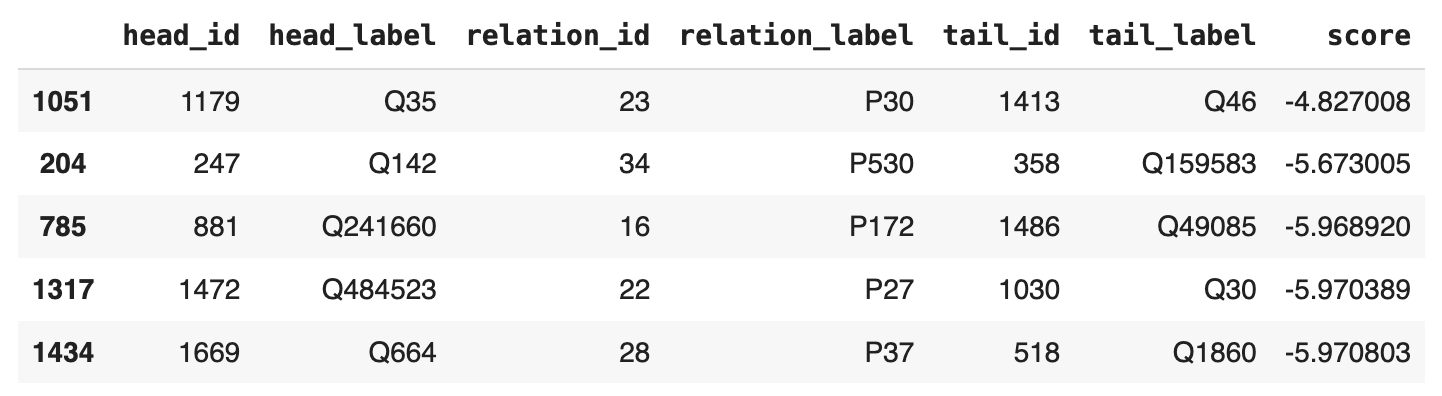 head_id head_label relation_id relation_label tail_id tail_label score
1051 1179 Q35 23 P30 1413 Q46 -4.827008
204 247 Q142 34 P530 358 Q159583 -5.673005
785 881 Q241660 16 P172 1486 Q49085 -5.968920
1317 1472 Q484523 22 P27 1030 Q30 -5.970389
1434 1669 Q664 28 P37 518 Q1860 -5.970803